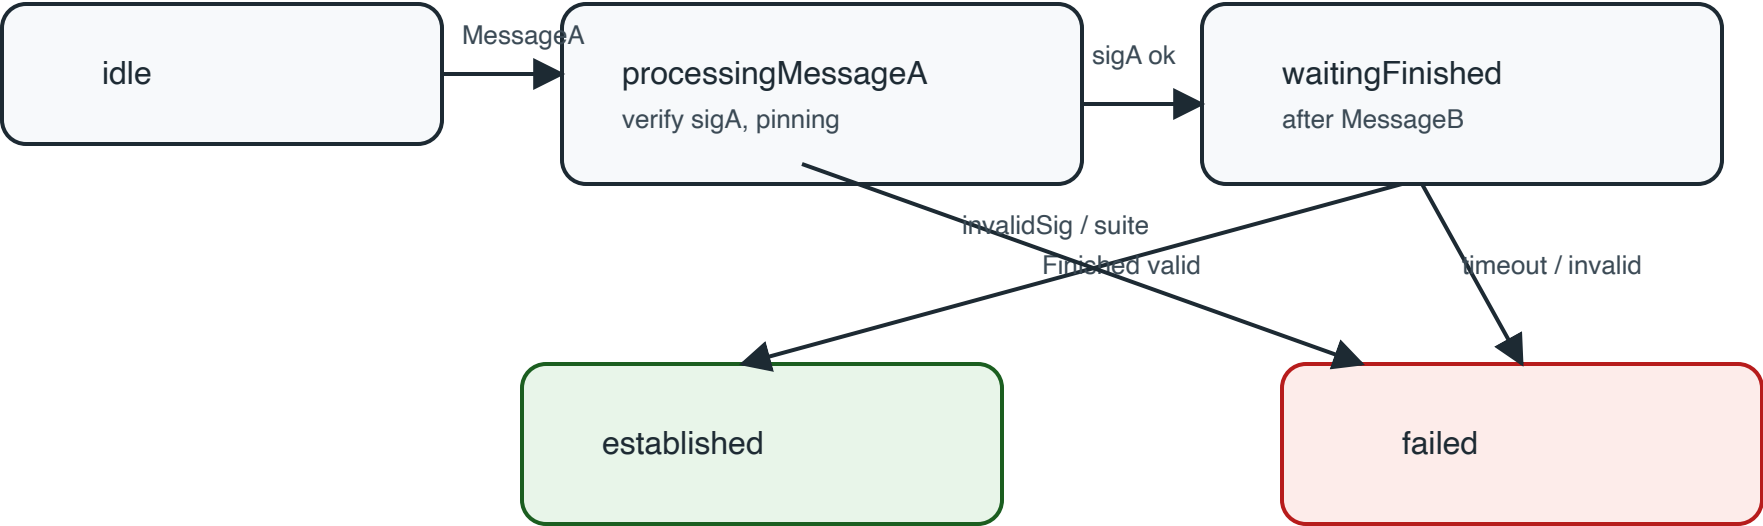 idle
MessageA
processingMessageA
verify sigA, pinning
sigA ok
waitingFinished
after MessageB
invalidSig / suite
Finished valid
timeout / invalid
established
failed